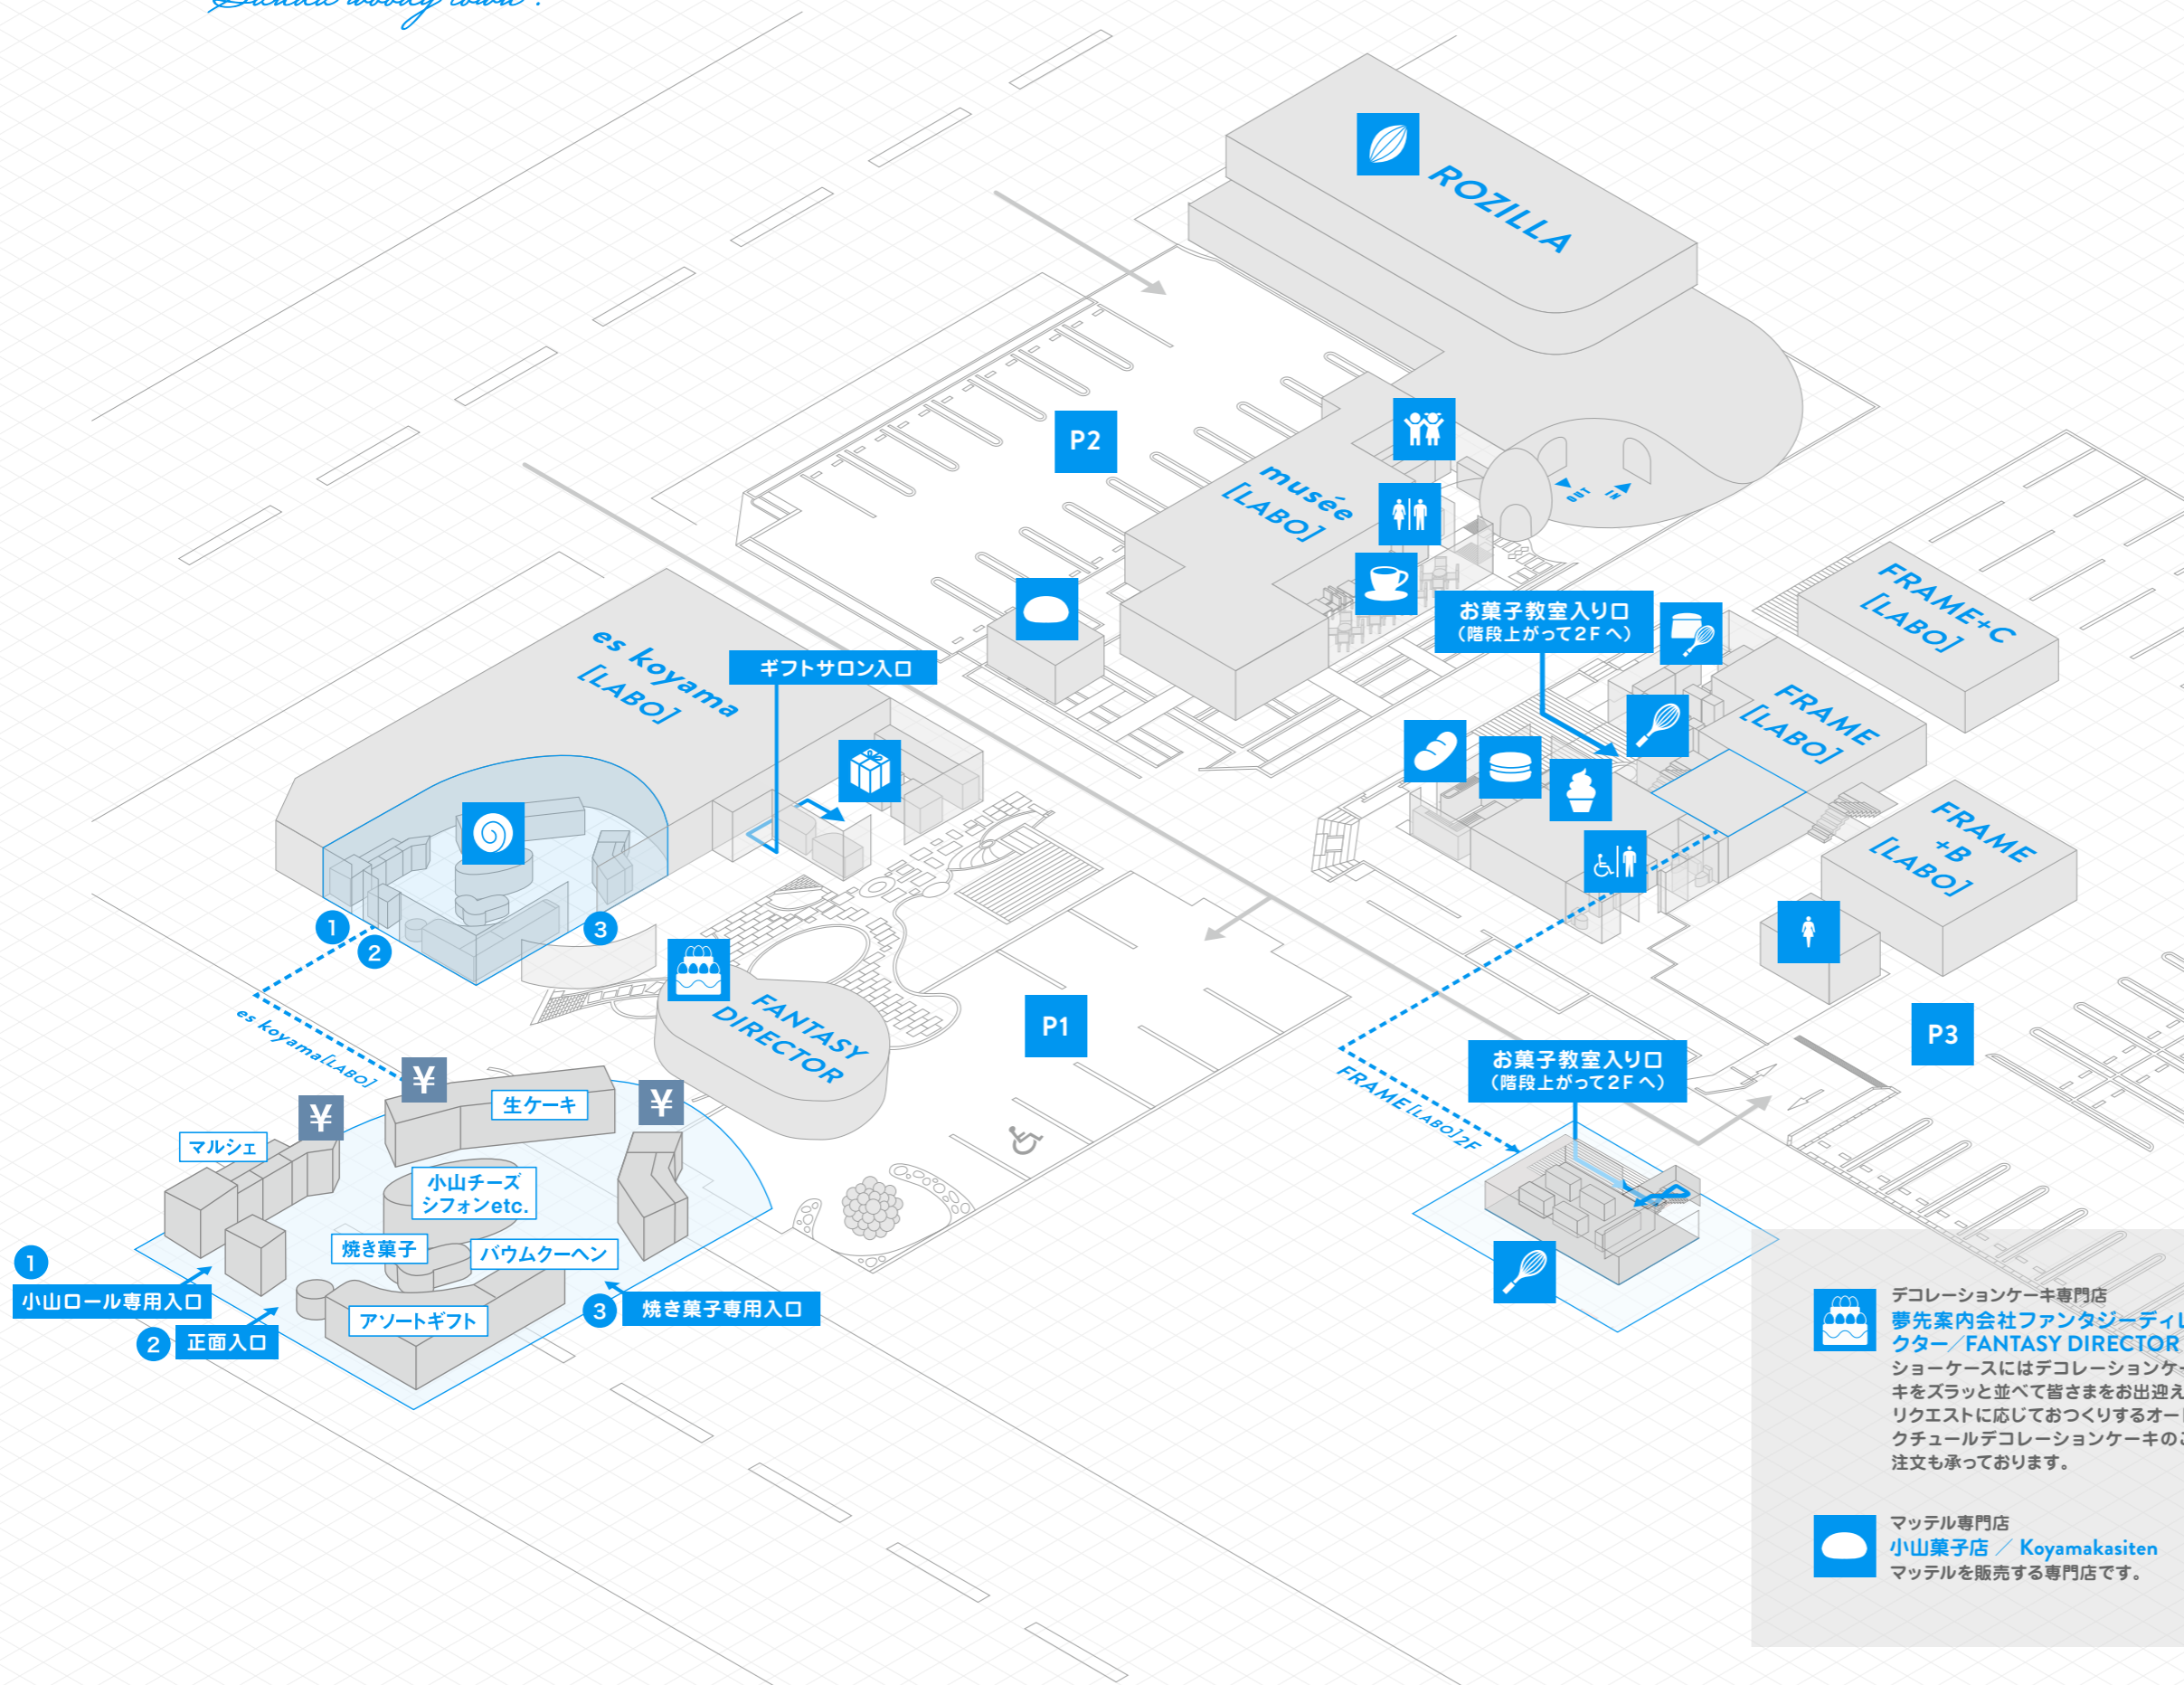 woody town
ROZILLA
P2
musée
[LABO]
OUT
IN
お菓子教室入り口
（階段上がって2Fへ）
FRAME+C
[LABO]
es koyama
[LABO]
ギフトサロン入口
FRAME
[LABO]
FRAME
+B
[LABO]
1
2
3
FANTASY
DIRECTOR
P1
P3
es koyama[LABO]
FRAME[LABO]2F
お菓子教室入り口
（階段上がって2Fへ）
¥
¥
¥
生ケーキ
マルシェ
小山チーズ
シフォンetc.
焼き菓子
バウムクーヘン
アソートギフト
1
小山ロール専用入口
2
正面入口
3
焼き菓子専用入口
デコレーションケーキ専門店
夢先案内会社ファンタジーディレ
クター／FANTASY DIRECTOR
ショーケースにはデコレーションケー
キをズラッと並べて皆さまをお出迎え
リクエストに応じておつくりするオー
クチュールデコレーションケーキのご
注文も承っております。
マッテル専門店
小山菓子店 ／ Koyamakasiten
マッテルを販売する専門店です。